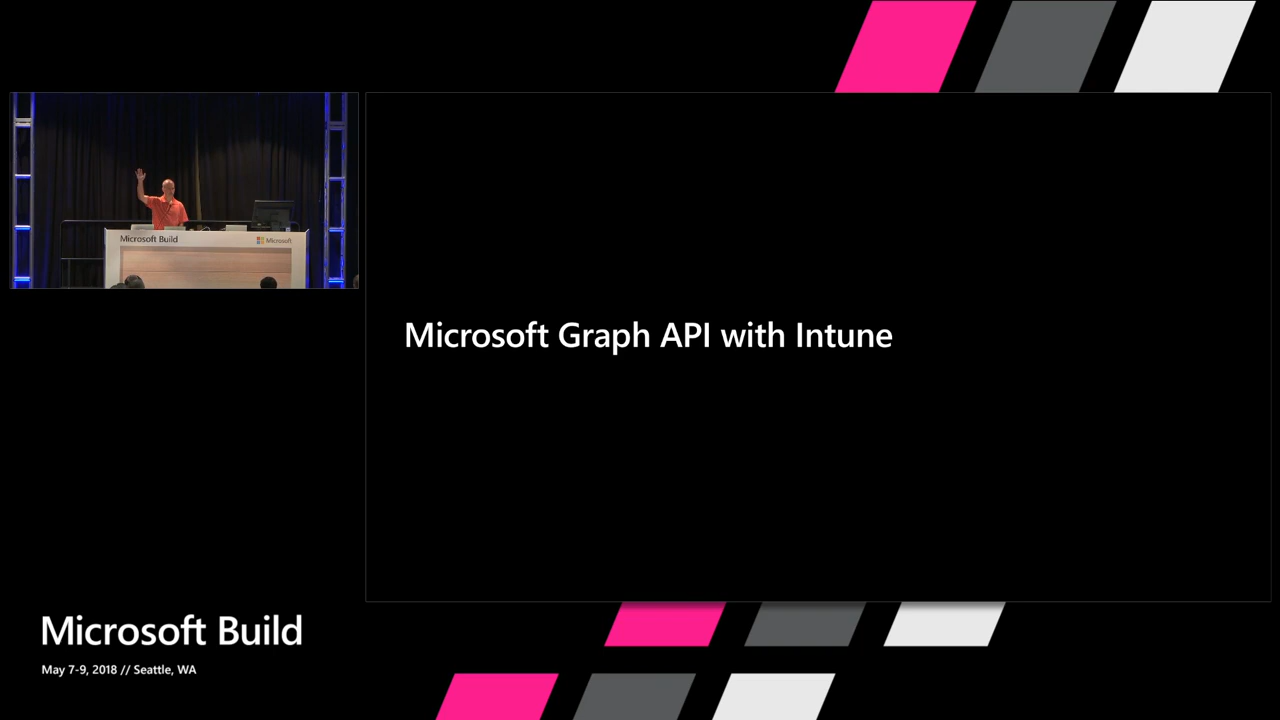 Microsoft Build
Microsoft
Microsoft Graph API with Intune
Microsoft Build
May 7-9, 2018 // Seattle, WA